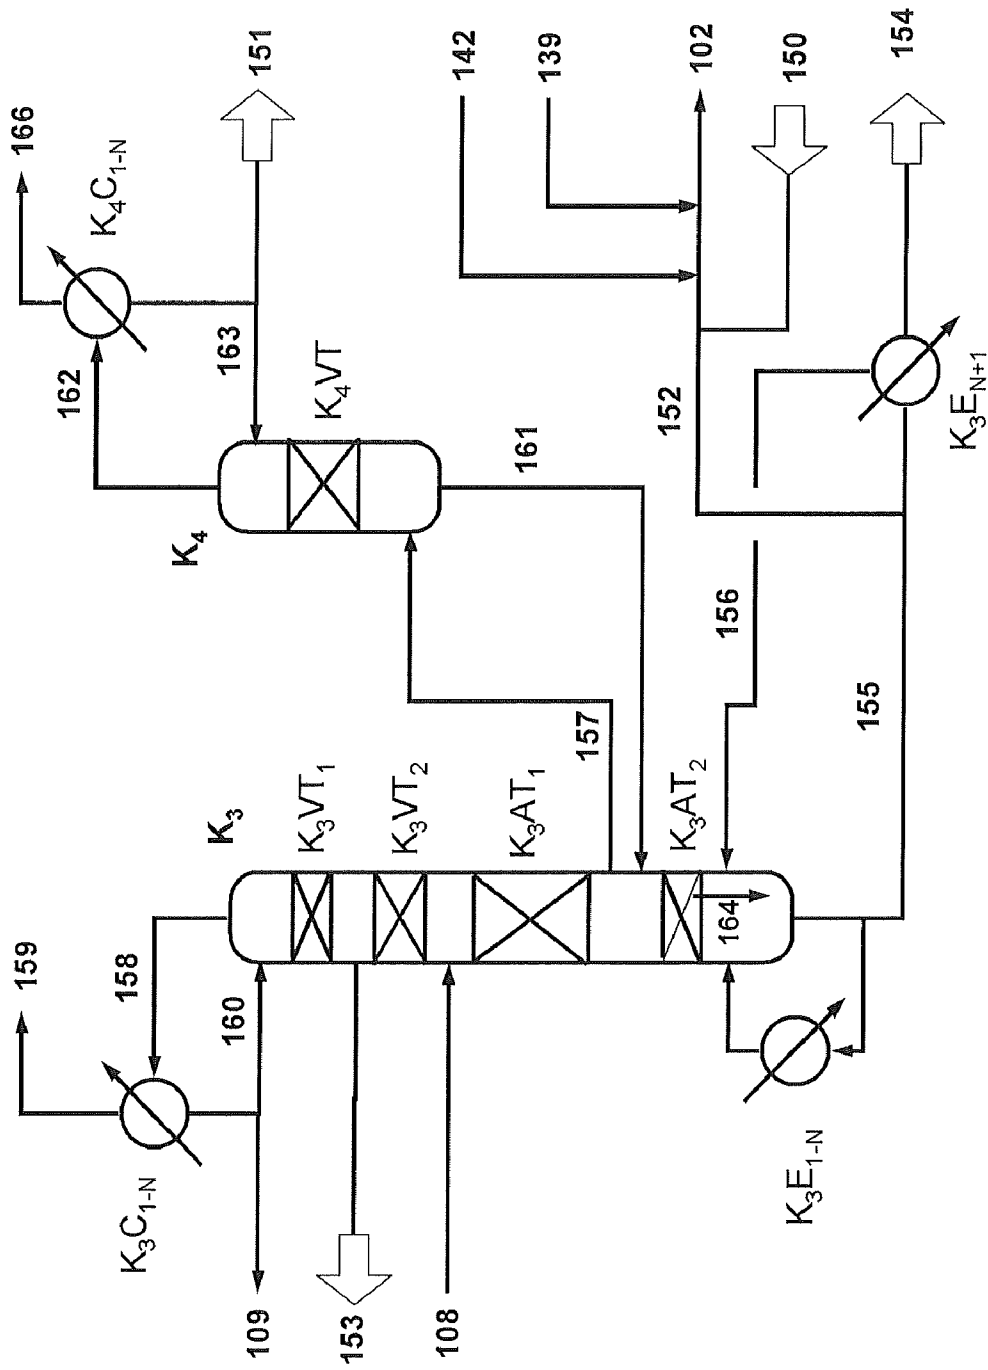 166
K₄C₁₋N
151
162
163
K₄
K₄VT
161
142
139
102
150
154
152
K₃Eₙ₊₁
156
155
157
159
158
K₃
160
K₃VT₁
K₃VT₂
K₃AT₁
K₃AT₂
164
K₃C₁₋N
109
153
108
K₃E₁₋N